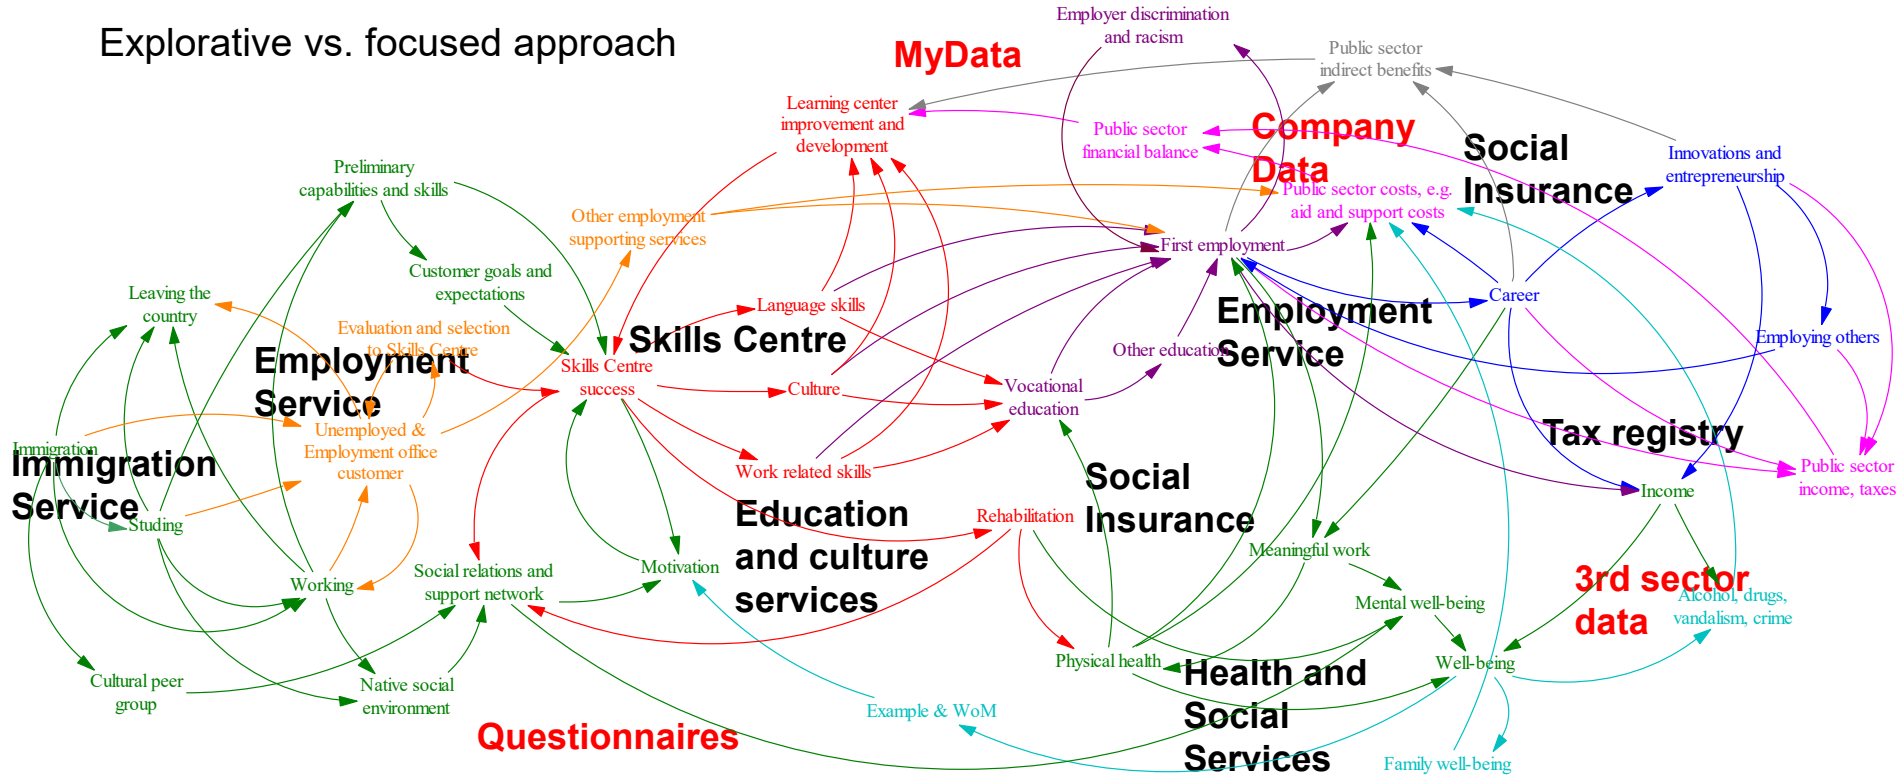 Explorative vs. focused approach
Employer discrimination
and racism
MyData
Public sector
indirect benefits
Learning center
improvement and
development
Public sector
financial balance
Company
Data
Social
Insurance
Innovations and
entrepreneurship
Preliminary
capabilities and skills
Other employment
supporting services
Public sector costs, e.g.
aid and support costs
First employment
Customer goals and
expectations
Leaving the
country
Language skills
Career
Evaluation and selection
to Skills Centre
Employment
Service
Skills Centre
Employment
Service
Employing others
Other education
Skills Centre
success
Culture
Vocational
education
Unemployed &
Employment office
customer
Immigration
Immigration
Service
Tax registry
Work related skills
Social
Insurance
Public sector
income, taxes
Income
Studing
Education
and culture
services
Rehabilitation
Meaningful work
Working
Social relations and
support network
Motivation
3rd sector
data
Alcohol, drugs,
vandalism, crime
Mental well-being
Physical health
Well-being
Cultural peer
group
Native social
environment
Health and
Social
Services
Example & WoM
Questionnaires
Family well-being